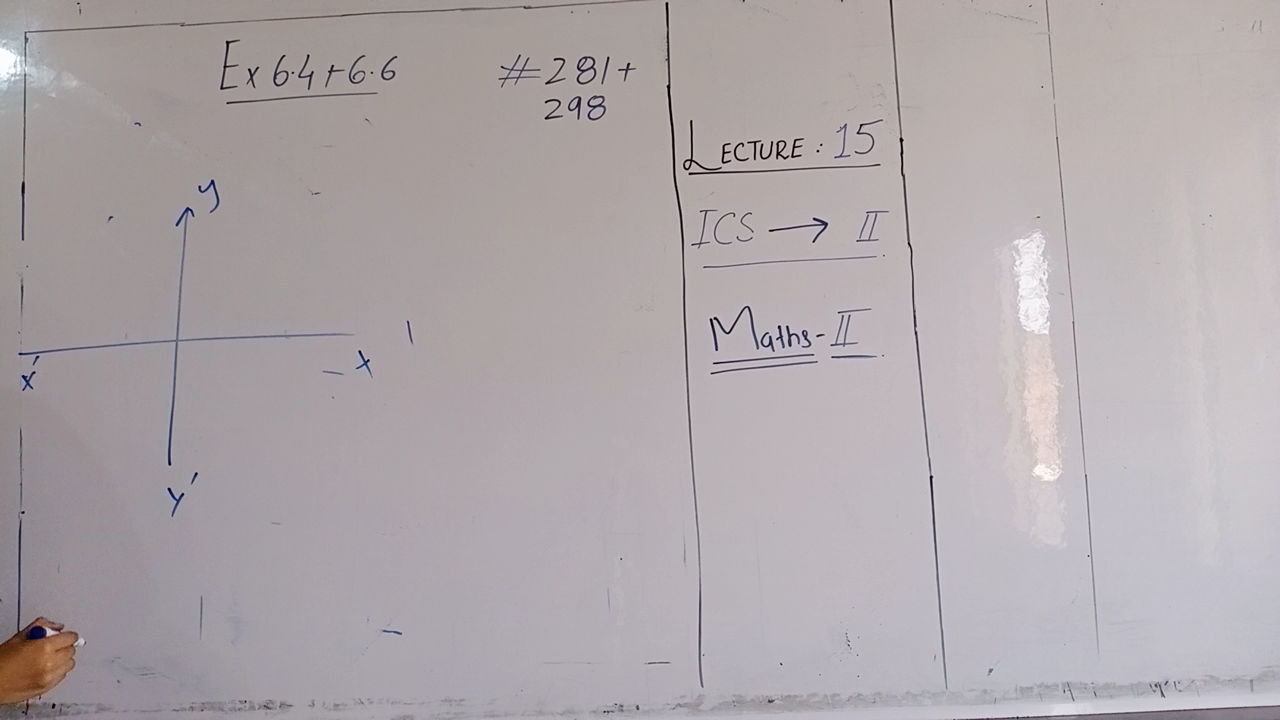 Ex 6.4+6.6
#281+
298
y
x'
x
y'
LECTURE: 15
ICS → II
Maths-II